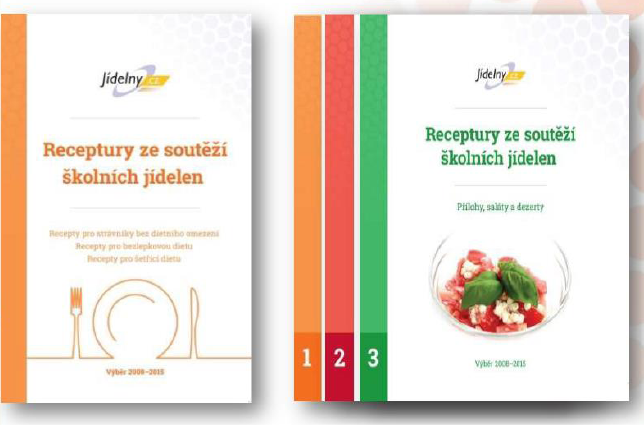 Jídelny.cz
Receptury ze soutěží
školních jídelen
Recepty pro strávníky bez dietního omezení
Recepty pro bezlepkovou dietu
Recepty pro šetřící dietu
Výběr 2008–2015
Jídelny.cz
Receptury ze soutěží
školních jídelen
Přílohy, saláty a dezerty
1 2 3
Výběr 2008–2015